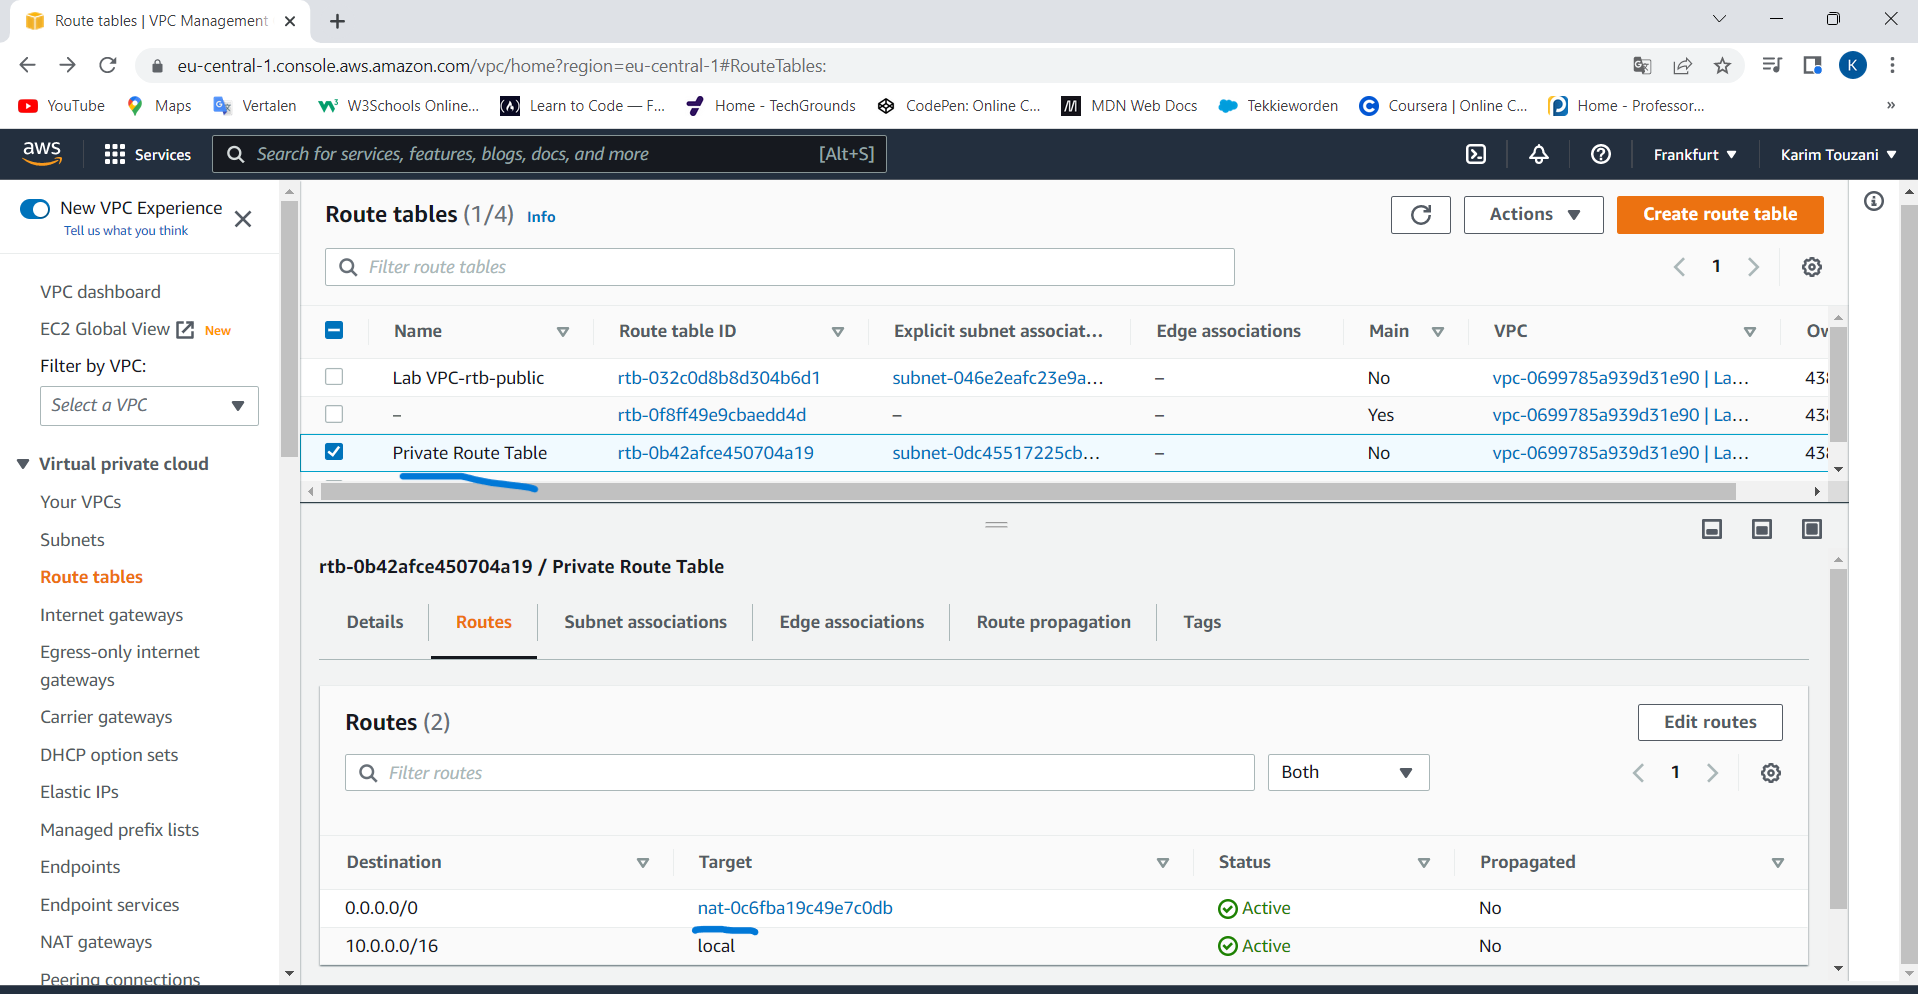 Route tables | VPC Management
eu-central-1.console.aws.amazon.com/vpc/home?region=eu-central-1#RouteTables:
K
YouTube Maps Vertalen W3Schools Online... Learn to Code — F... Home - TechGrounds CodePen: Online C... MDN Web Docs Tekkieworden Coursera | Online C... Home - Professor... »
aws Services Search for services, features, blogs, docs, and more [Alt+S] Frankfurt Karim Touzani
New VPC Experience
Tell us what you think
VPC dashboard
EC2 Global View New
Filter by VPC:
Select a VPC
Virtual private cloud
Your VPCs
Subnets
Route tables
Internet gateways
Egress-only internet
gateways
Carrier gateways
DHCP option sets
Elastic IPs
Managed prefix lists
Endpoints
Endpoint services
NAT gateways
Peering connections
Route tables (1/4) Info Actions Create route table
Filter route tables 1
Name Route table ID Explicit subnet associat... Edge associations Main VPC Ow
Lab VPC-rtb-public rtb-032c0d8b8d304b6d1 subnet-046e2eafc23e9a... – No vpc-0699785a939d31e90 | La... 438
– rtb-0f8ff49e9cbaedd4d – – Yes vpc-0699785a939d31e90 | La... 438
Private Route Table rtb-0b42afce450704a19 subnet-0dc45517225cb... – No vpc-0699785a939d31e90 | La... 438
rtb-0b42afce450704a19 / Private Route Table
Details Routes Subnet associations Edge associations Route propagation Tags
Routes (2) Edit routes
Filter routes Both 1
Destination Target Status Propagated
0.0.0.0/0 nat-0c6fba19c49e7c0db Active No
10.0.0.0/16 local Active No